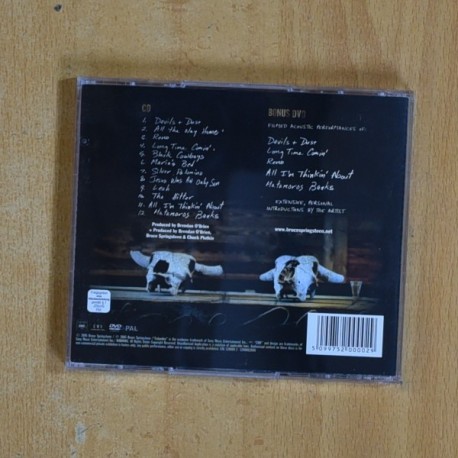 CD
1. Devils + Dust
2. All the Way Home *
3. Reno
4. Long Time Comin'
5. Black Cowboys
6. Maria's Bed
7. Silver Palomino
8. Jesus Was An Only Son
9. Leah
10. The Hitter
11. All I'm Thinkin' About
12. Matamoros Banks
Produced by Brendan O'Brien
* Produced by Brendan O'Brien,
Bruce Springsteen & Chuck Plotkin
BONUS DVD
FILMED ACOUSTIC PERFORMANCES OF:
Devils + Dust
Long Time Comin'
Reno
All I'm Thinkin' About
Matamoros Banks
EXTENSIVE, PERSONAL
INTRODUCTIONS BY THE ARTIST
www.brucespringsteen.net
DVD PAL
5 099752 000029